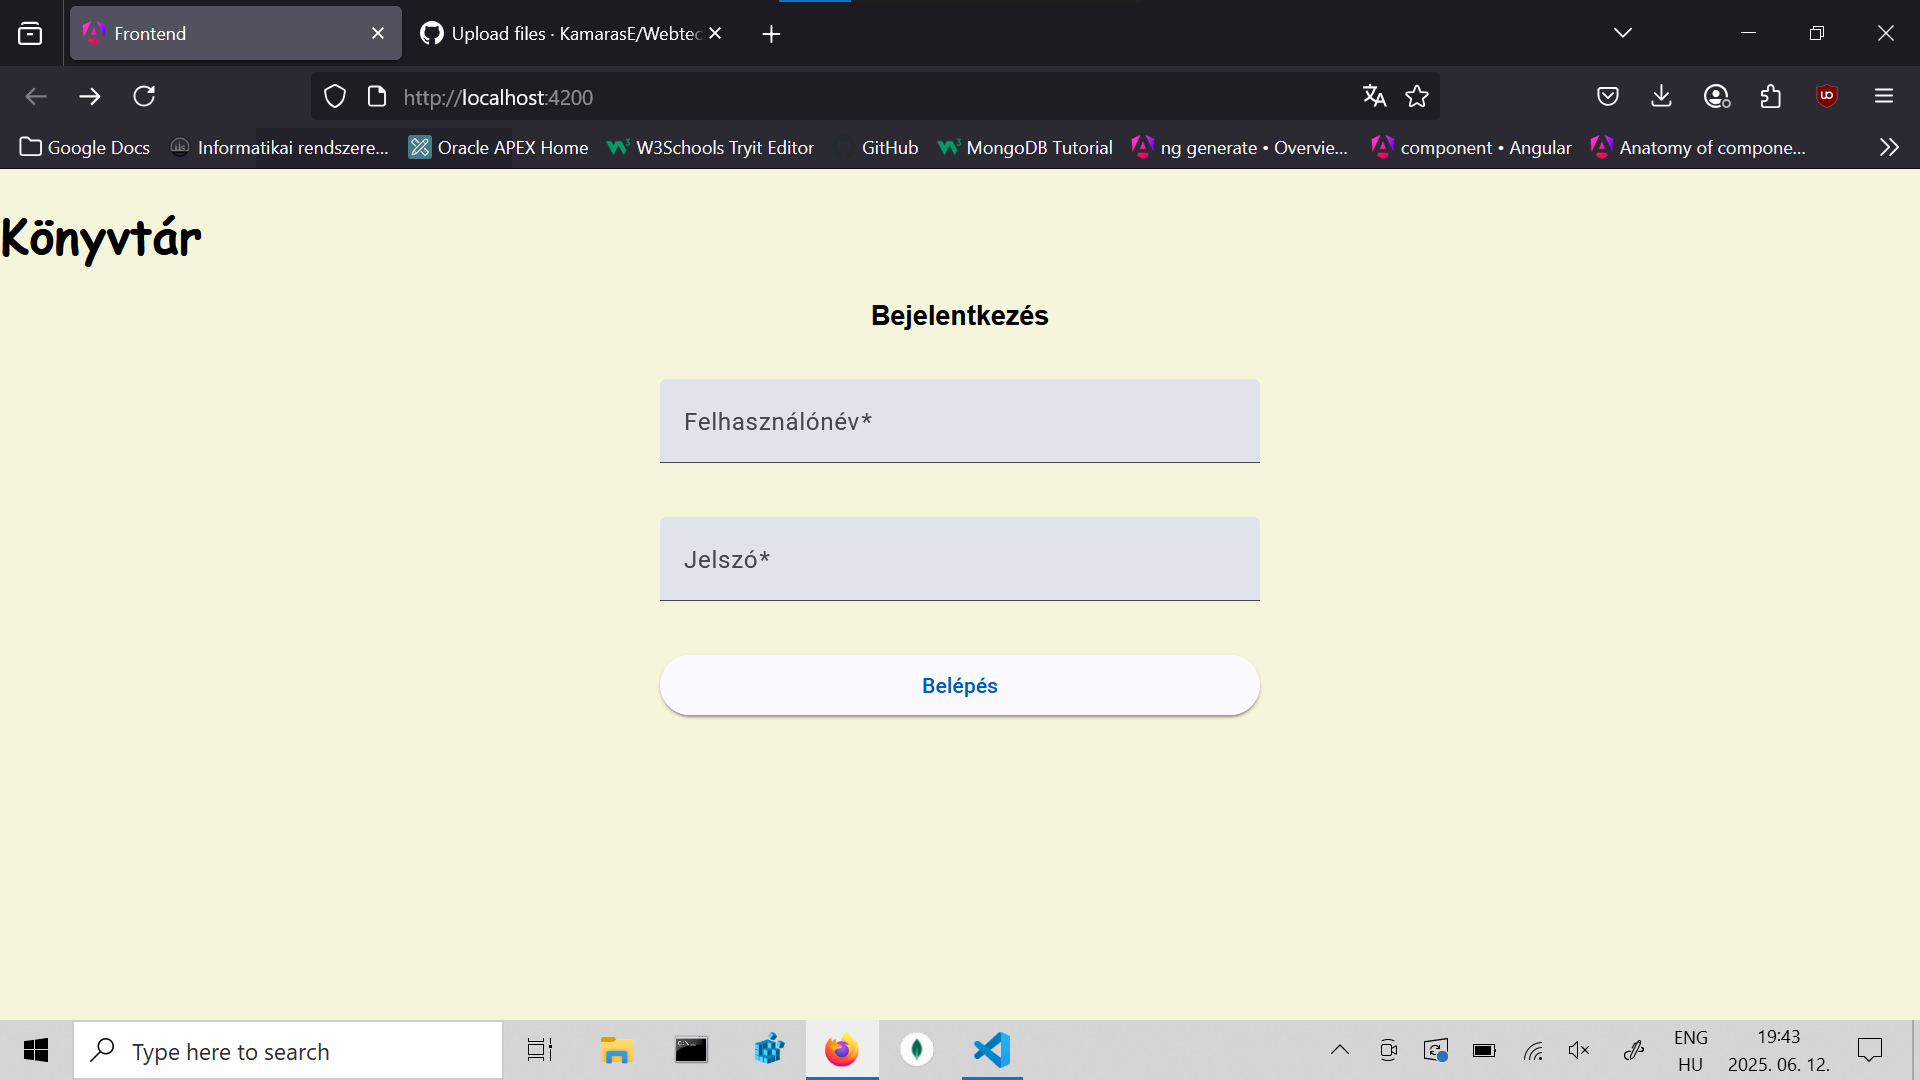 Frontend
Upload files · KamarasE/Webtec
http://localhost:4200
Google Docs
Informatikai rendszere...
Oracle APEX Home
W3Schools Tryit Editor
GitHub
MongoDB Tutorial
ng generate • Overvie...
component • Angular
Anatomy of compone...
Könyvtár
Bejelentkezés
Felhasználónév*
Jelszó*
Belépés
Type here to search
ENG
HU
19:43
2025. 06. 12.